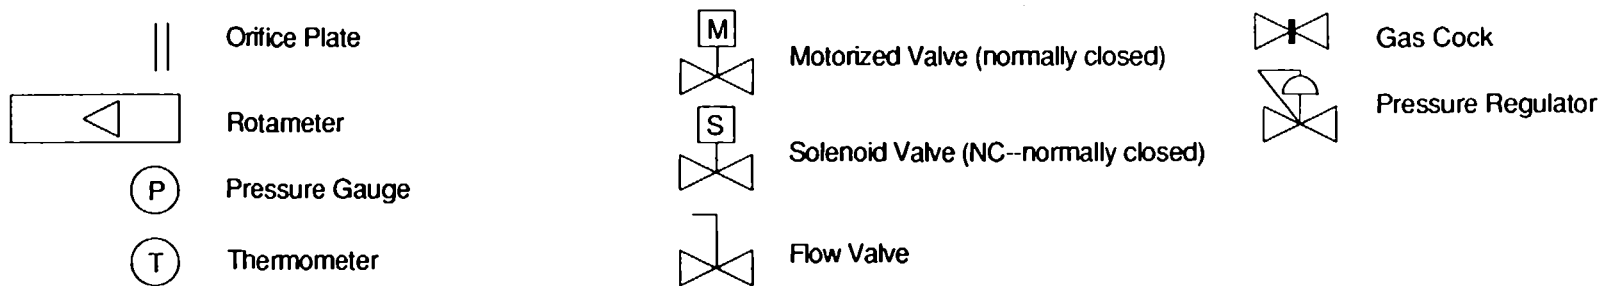 Orifice Plate
Rotameter
P Pressure Gauge
T Thermometer
M
Motorized Valve (normally closed)
S
Solenoid Valve (NC--normally closed)
Flow Valve
Gas Cock
Pressure Regulator